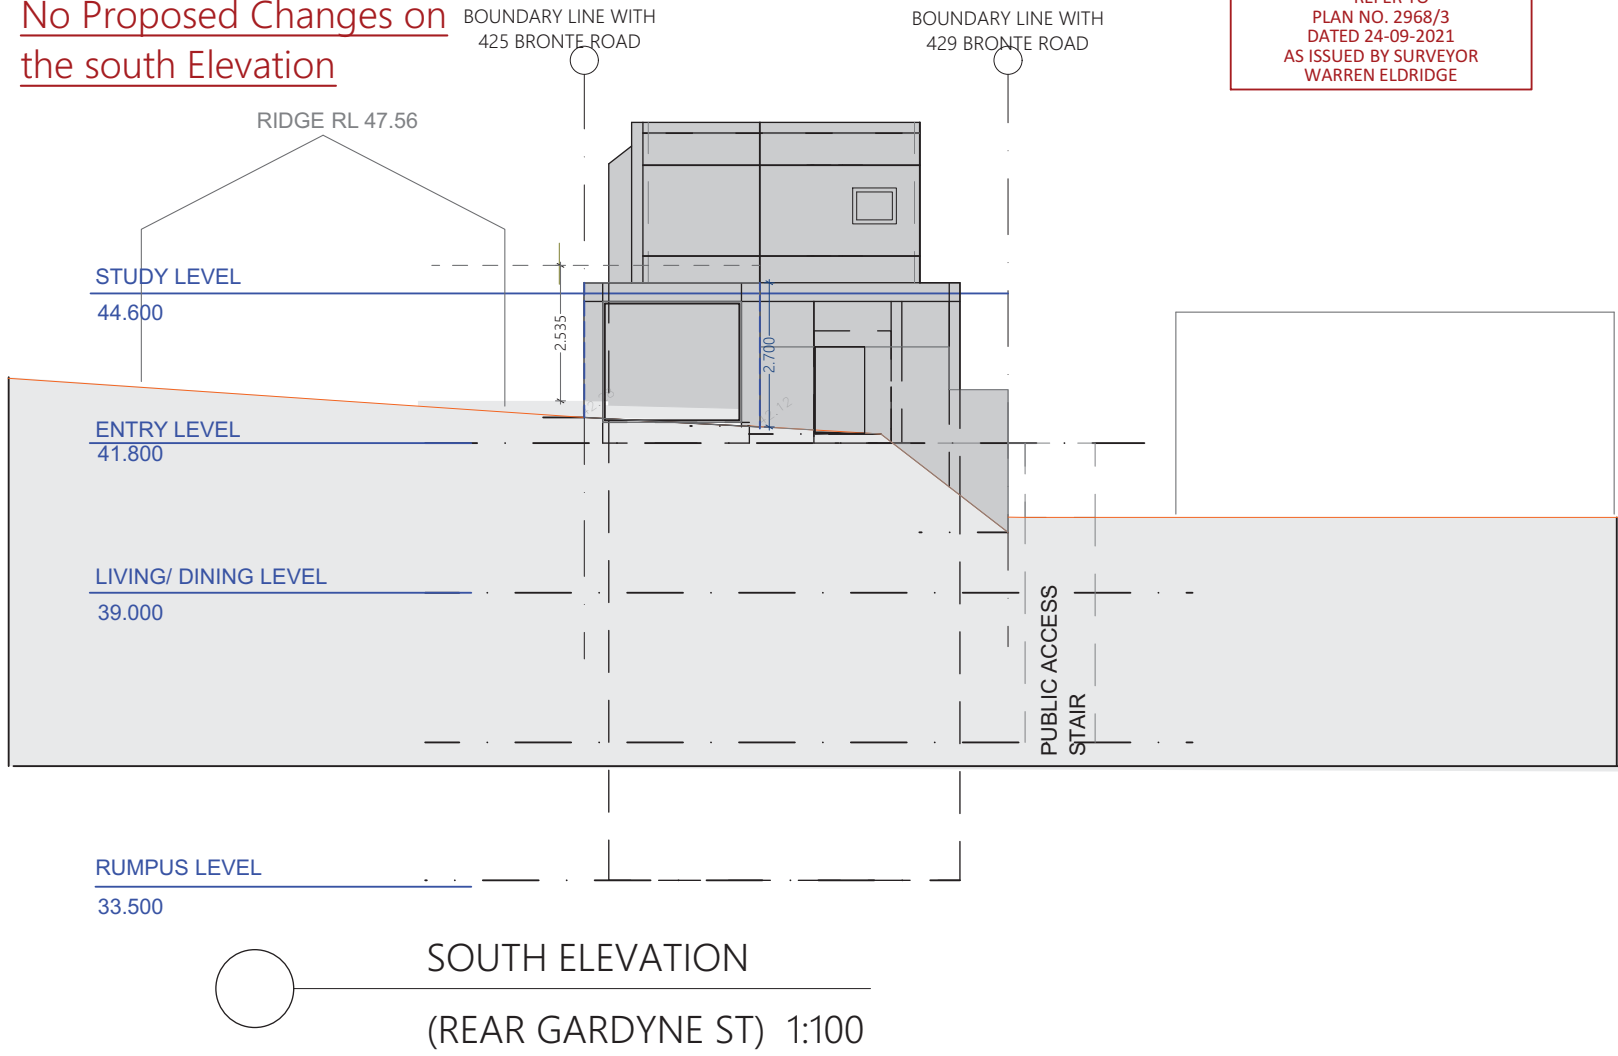 No Proposed Changes on
the south Elevation
BOUNDARY LINE WITH
425 BRONTE ROAD
BOUNDARY LINE WITH
429 BRONTE ROAD
REFER TO
PLAN NO. 2968/3
DATED 24-09-2021
AS ISSUED BY SURVEYOR
WARREN ELDRIDGE
RIDGE RL 47.56
STUDY LEVEL
44.600
2.535
2.700
ENTRY LEVEL
41.800
LIVING/ DINING LEVEL
39.000
PUBLIC ACCESS
STAIR
RUMPUS LEVEL
33.500
SOUTH ELEVATION
(REAR GARDYNE ST) 1:100